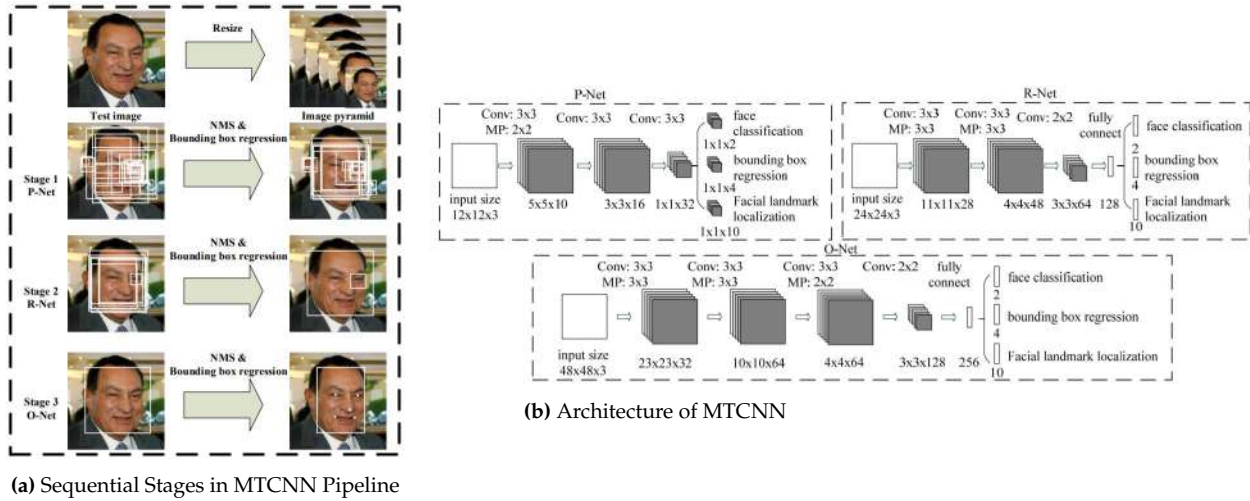 Resize
Test image
Image pyramid
NMS &
Bounding box regression
Stage 1
P-Net
NMS &
Bounding box regression
Stage 2
R-Net
NMS &
Bounding box regression
Stage 3
O-Net
(a) Sequential Stages in MTCNN Pipeline
P-Net
Conv: 3x3
MP: 2x2
Conv: 3x3
Conv: 3x3
face
classification
1x1x2
bounding box
regression
1x1x4
Facial landmark
localization
1x1x10
input size
12x12x3
5x5x10
3x3x16
1x1x32
R-Net
Conv: 3x3
MP: 3x3
Conv: 3x3
MP: 3x3
Conv: 2x2
fully
connect
face classification
2
bounding box
regression
4
Facial landmark
localization
10
input size
24x24x3
11x11x28
4x4x48
3x3x64
128
O-Net
Conv: 3x3
MP: 3x3
Conv: 3x3
MP: 3x3
Conv: 3x3
MP: 2x2
Conv: 2x2
fully
connect
face classification
2
bounding box regression
4
Facial landmark localization
10
input size
48x48x3
23x23x32
10x10x64
4x4x64
3x3x128
256
(b) Architecture of MTCNN